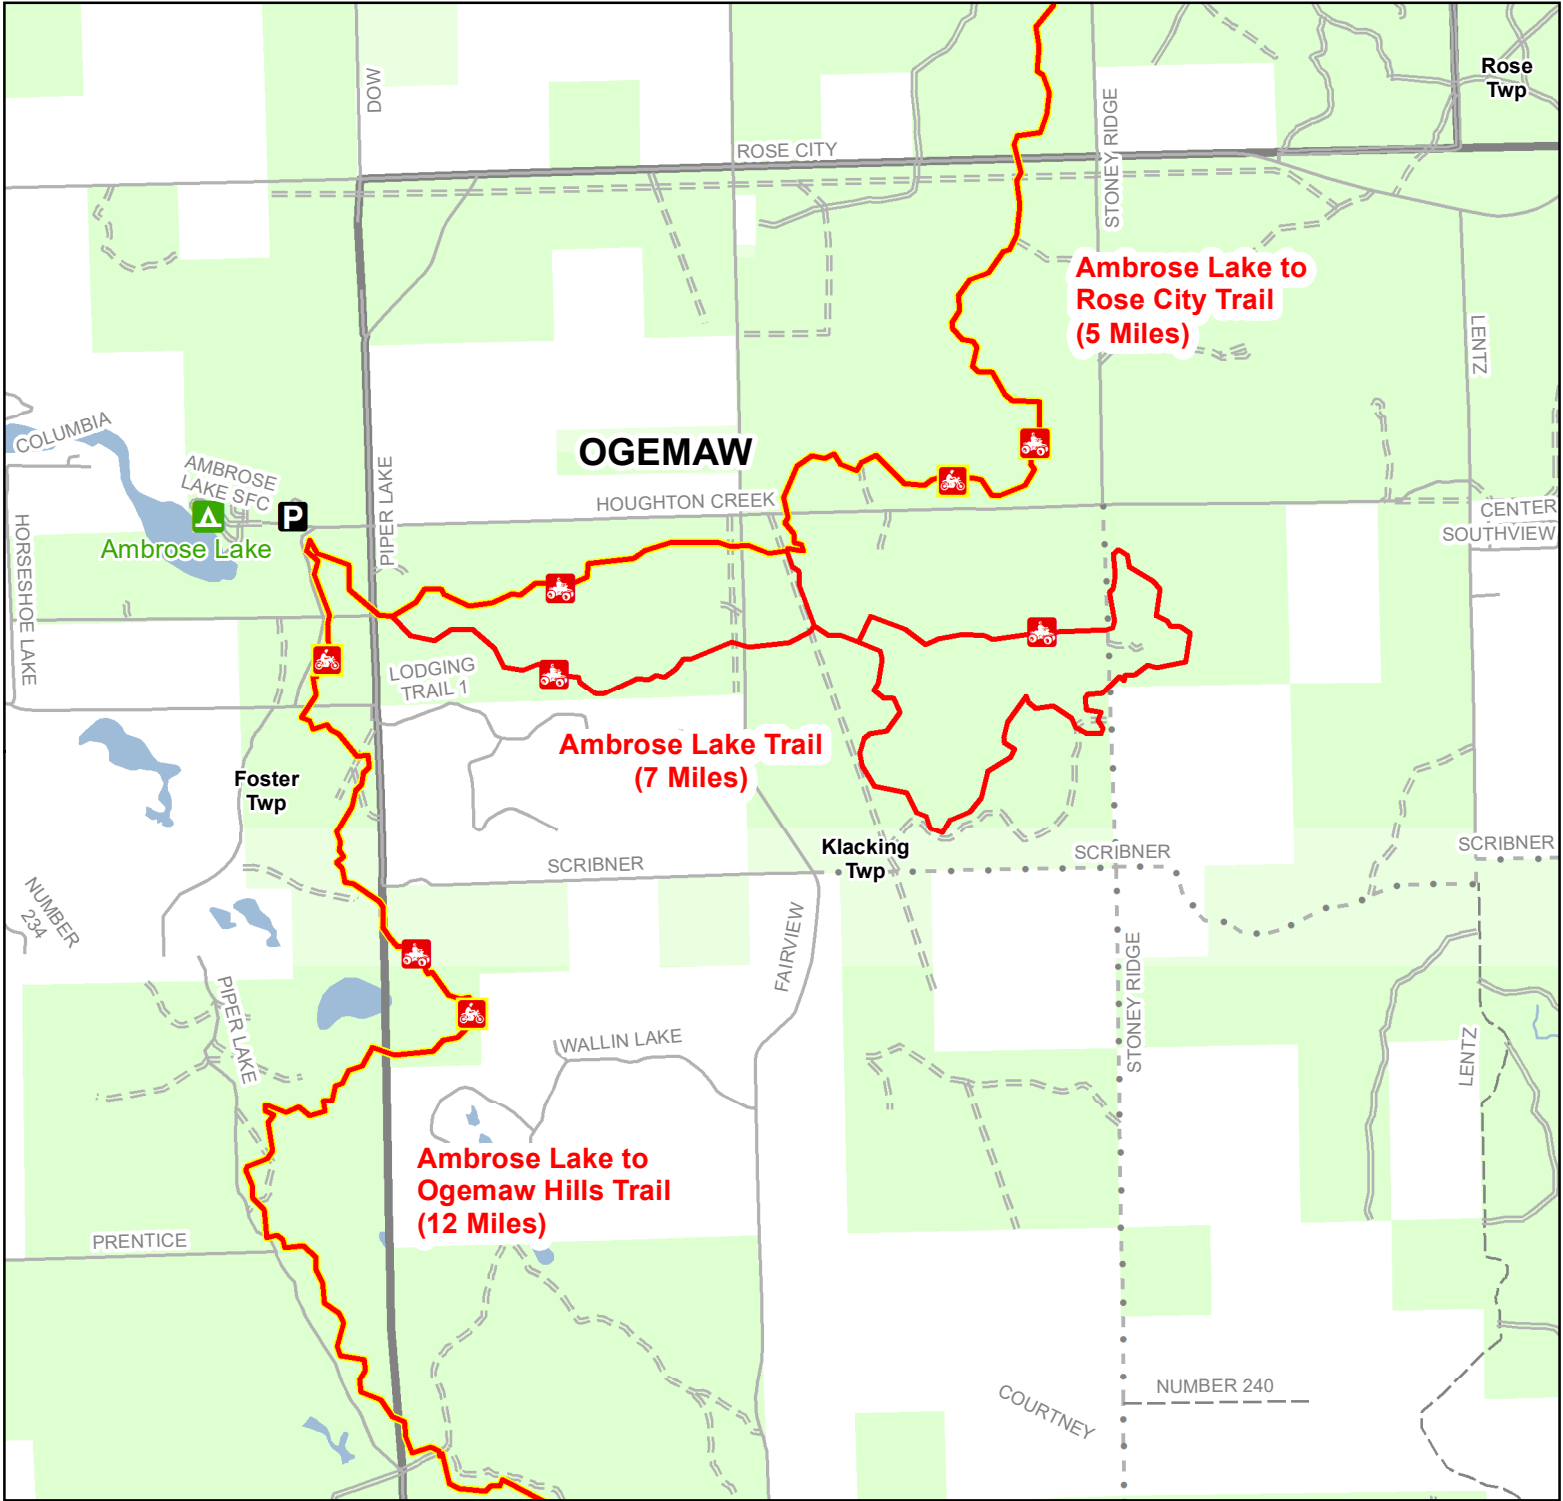 Rose
Twp
DOW
STONEY RIDGE
ROSE CITY
Ambrose Lake to
Rose City Trail
(5 Miles)
LENTZ
COLUMBIA
OGEMAW
AMBROSE
LAKE SFC
PIPER LAKE
HOUGHTON CREEK
P
CENTER
HORSESHOE LAKE
Ambrose Lake
SOUTHVIEW
LODGING
TRAIL 1
Ambrose Lake Trail
(7 Miles)
Foster
Twp
Klacking
Twp
SCRIBNER
SCRIBNER
SCRIBNER
NUMBER
234
FAIRVIEW
STONEY RIDGE
PIPER LAKE
WALLIN LAKE
LENTZ
Ambrose Lake to
Ogemaw Hills Trail
(12 Miles)
PRENTICE
COURTNEY
NUMBER 240